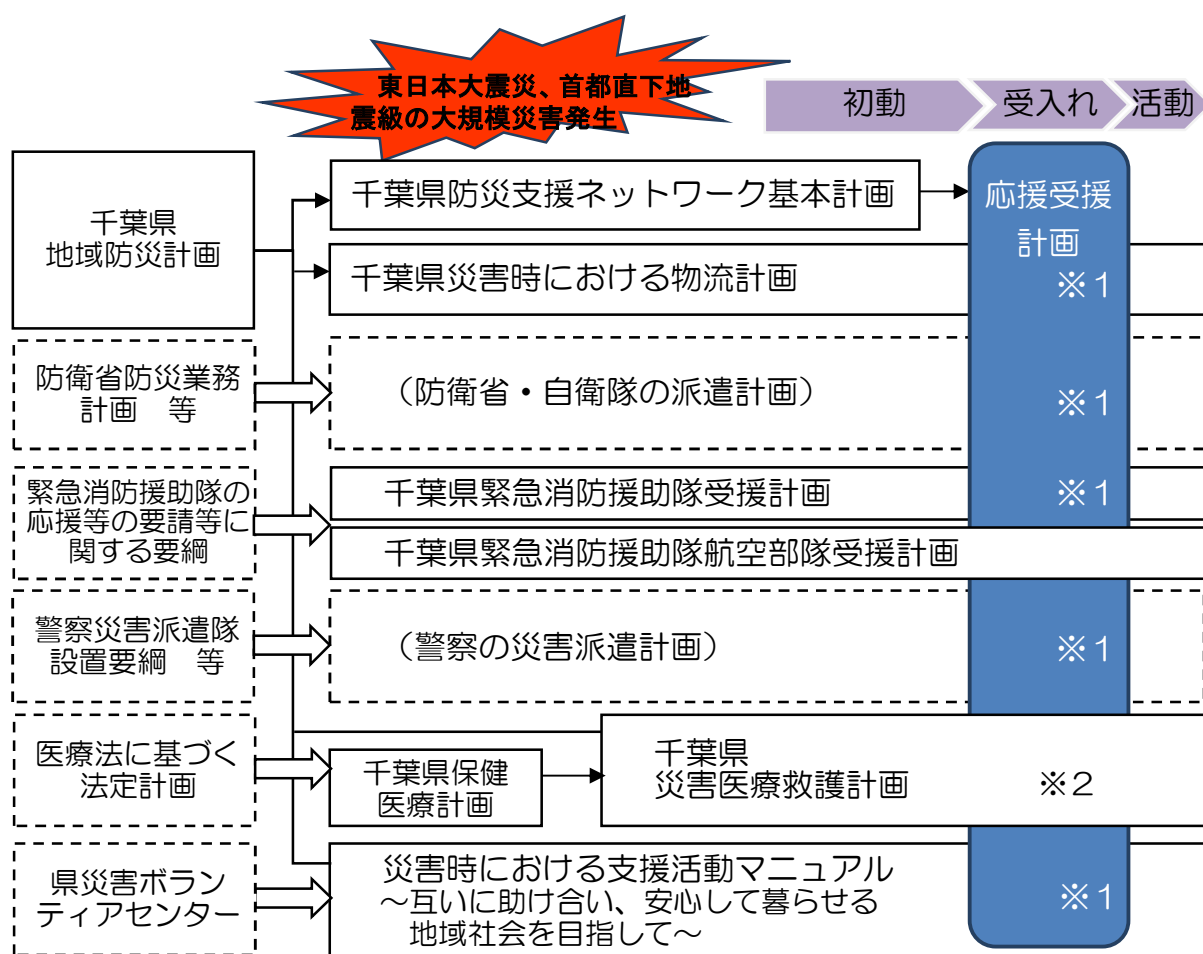 東日本大震災、首都直下地
震級の大規模災害発生
初動
受入れ
活動
千葉県
地域防災計画
千葉県防災支援ネットワーク基本計画
応援受援
計画
千葉県災害時における物流計画
※1
防衛省防災業務
計画　等
（防衛省・自衛隊の派遣計画）
※1
緊急消防援助隊の
応援等の要請等に
関する要綱
千葉県緊急消防援助隊受援計画
※1
千葉県緊急消防援助隊航空部隊受援計画
警察災害派遣隊
設置要綱　等
（警察の災害派遣計画）
※1
医療法に基づく
法定計画
千葉県保健
医療計画
千葉県
災害医療救護計画
※2
県災害ボラン
ティアセンター
災害時における支援活動マニュアル
～互いに助け合い、安心して暮らせる
地域社会を目指して～
※1